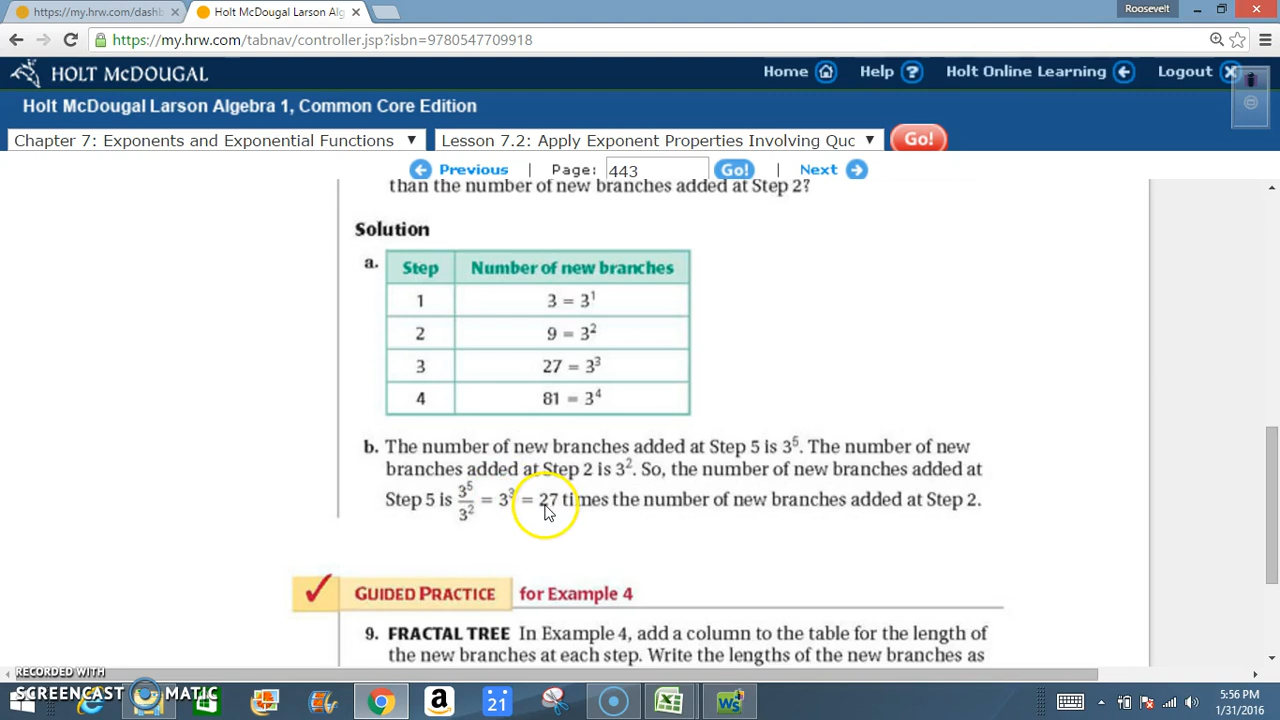 https://my.hrw.com/dashb
Holt McDougal Larson Alg
Roosevelt
https://my.hrw.com/tabnav/controller.jsp?isbn=9780547709918
HOLT MCDOUGAL
Home
Help
Holt Online Learning
Logout
Holt McDougal Larson Algebra 1, Common Core Edition
Chapter 7: Exponents and Exponential Functions
Lesson 7.2: Apply Exponent Properties Involving Quc
Go!
Previous | Page: 443 Go! | Next
than the number of new branches added at Step 2?
Solution
a.
Step Number of new branches
1 3 = 3¹
2 9 = 3²
3 27 = 3³
4 81 = 3⁴
b. The number of new branches added at Step 5 is 3⁵. The number of new
branches added at Step 2 is 3². So, the number of new branches added at
Step 5 is 3⁵/3² = 3³ = 27 times the number of new branches added at Step 2.
GUIDED PRACTICE for Example 4
9. FRACTAL TREE In Example 4, add a column to the table for the length of
the new branches at each step. Write the lengths of the new branches as
RECORDED WITH
SCREENCAST MATIC
21
5:56 PM
1/31/2016